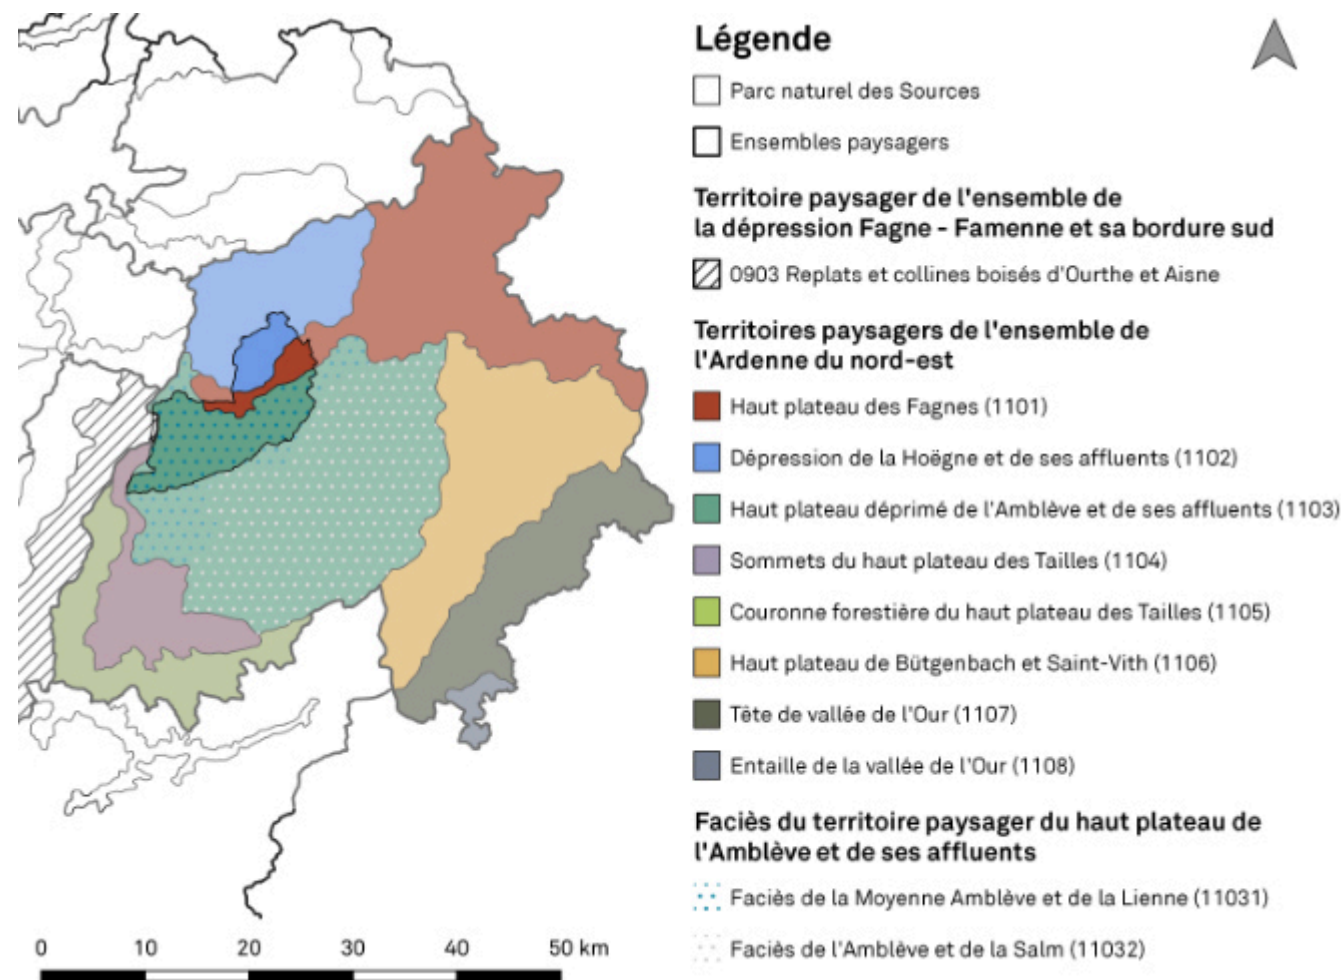 Légende
Parc naturel des Sources
Ensembles paysagers
Territoire paysager de l'ensemble de
la dépression Fagne - Famenne et sa bordure sud
0903 Replats et collines boisés d'Ourthe et Aisne
Territoires paysagers de l'ensemble de
l'Ardenne du nord-est
Haut plateau des Fagnes (1101)
Dépression de la Hoëgne et de ses affluents (1102)
Haut plateau déprimé de l'Amblève et de ses affluents (1103)
Sommets du haut plateau des Tailles (1104)
Couronne forestière du haut plateau des Tailles (1105)
Haut plateau de Bütgenbach et Saint-Vith (1106)
Tête de vallée de l'Our (1107)
Entaille de la vallée de l'Our (1108)
Faciès du territoire paysager du haut plateau de
l'Amblève et de ses affluents
Faciès de la Moyenne Amblève et de la Lienne (11031)
Faciès de l'Amblève et de la Salm (11032)
0 10 20 30 40 50 km